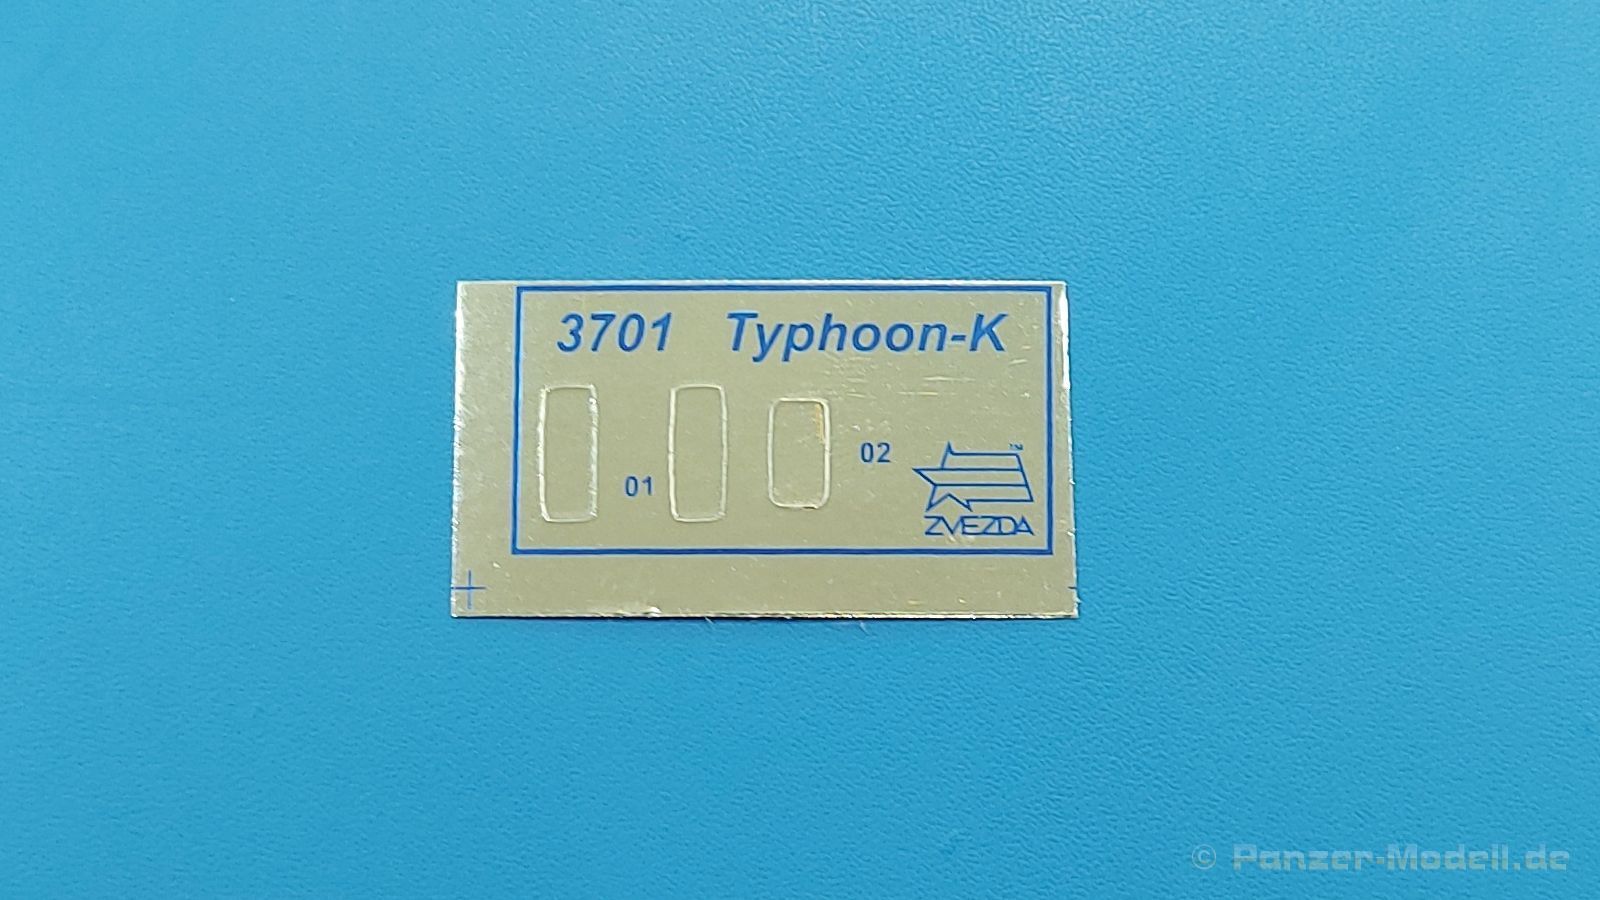 3701 Typhoon-K
01
02
TM
ZVEZDA
© Panzer-Modell.de